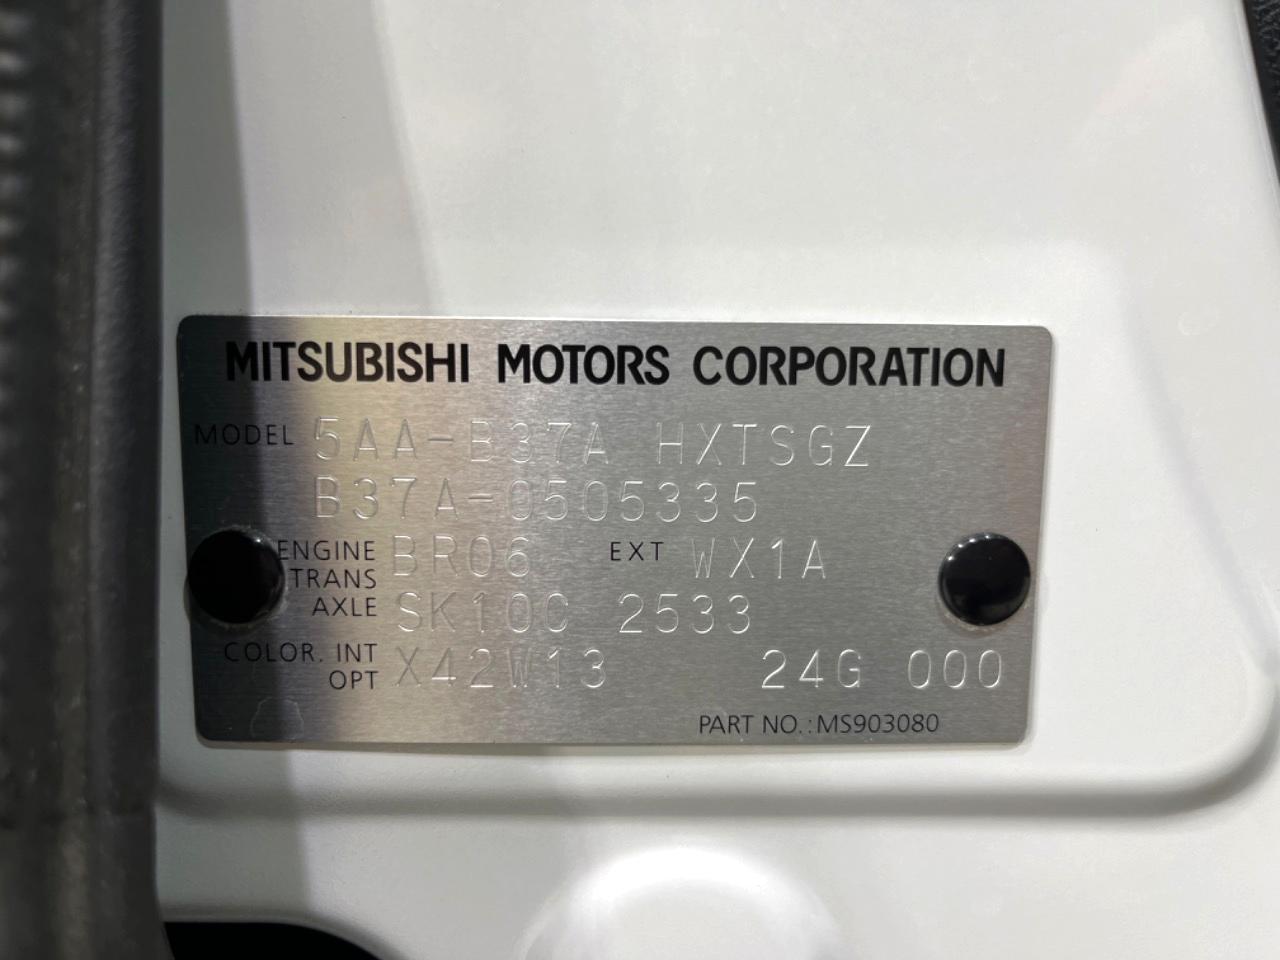 MITSUBISHI MOTORS CORPORATION
MODEL 5AA-B37A HXTSGZ
B37A-0505335
ENGINE BR06 EXT WX1A
TRANS
AXLE SK10C 2533
COLOR. INT X42W13 24G 000
OPT
PART NO.:MS903080